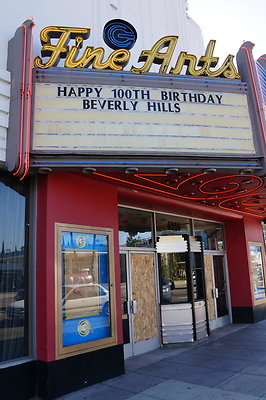 Fine Arts
HAPPY 100TH BIRTHDAY
BEVERLY HILLS